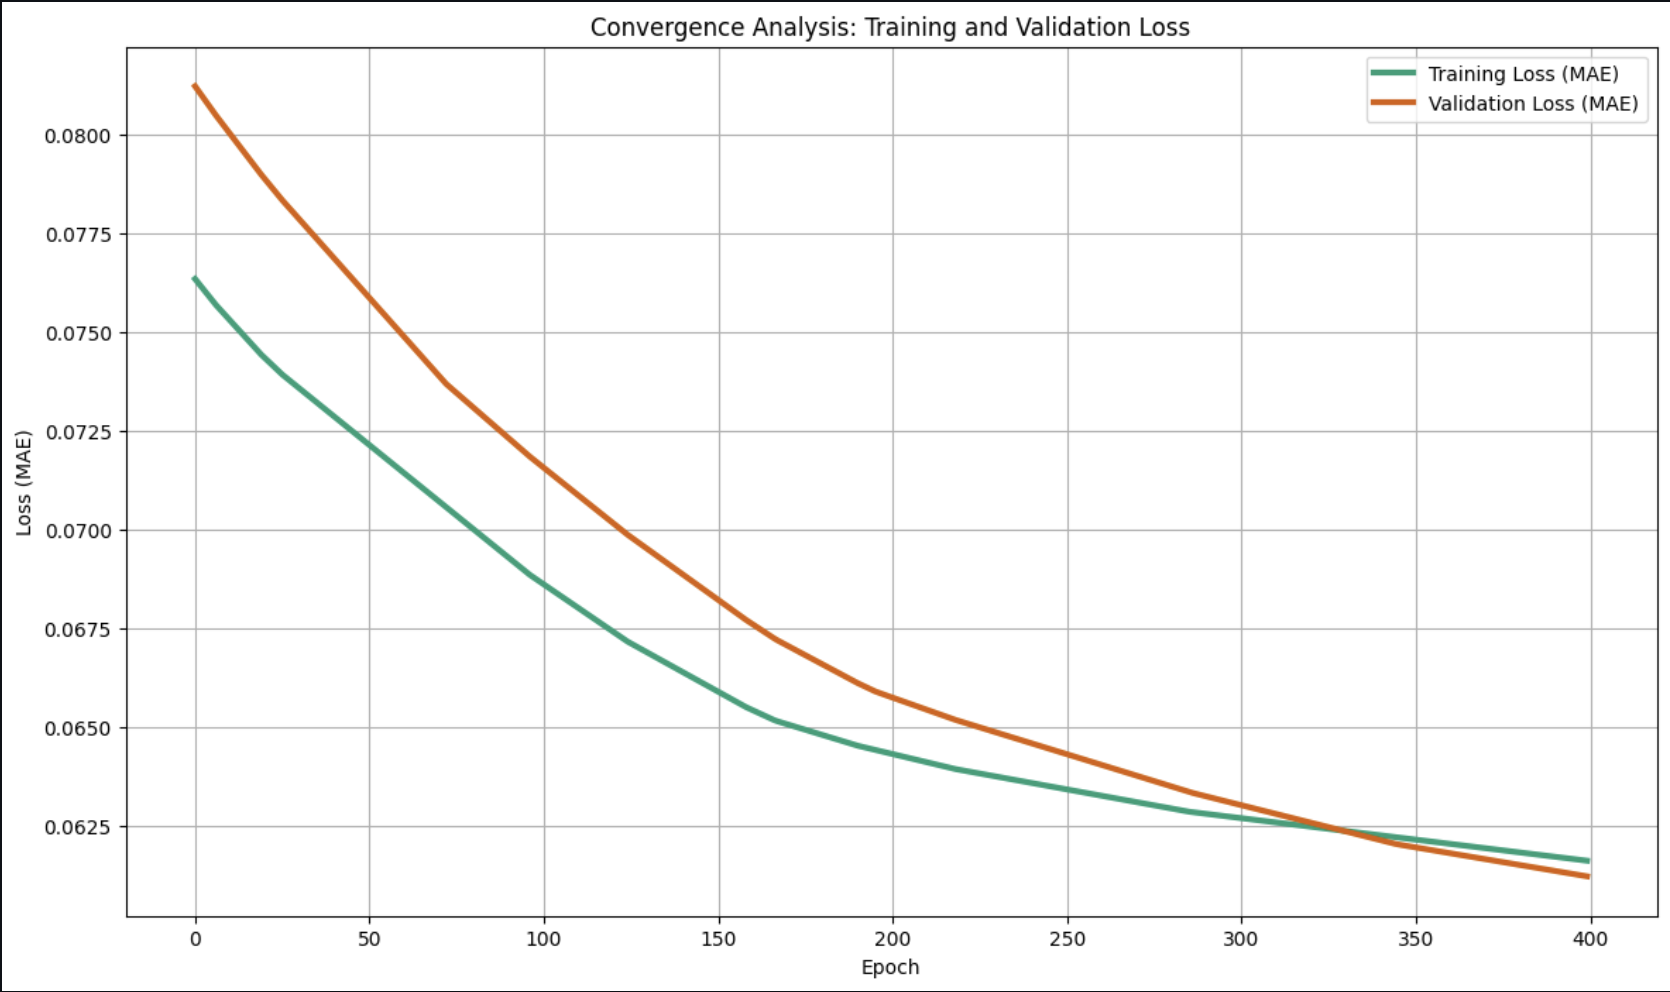 Convergence Analysis: Training and Validation Loss
Training Loss (MAE)
Validation Loss (MAE)
Loss (MAE)
0.0800
0.0775
0.0750
0.0725
0.0700
0.0675
0.0650
0.0625
0 50 100 150 200 250 300 350 400
Epoch